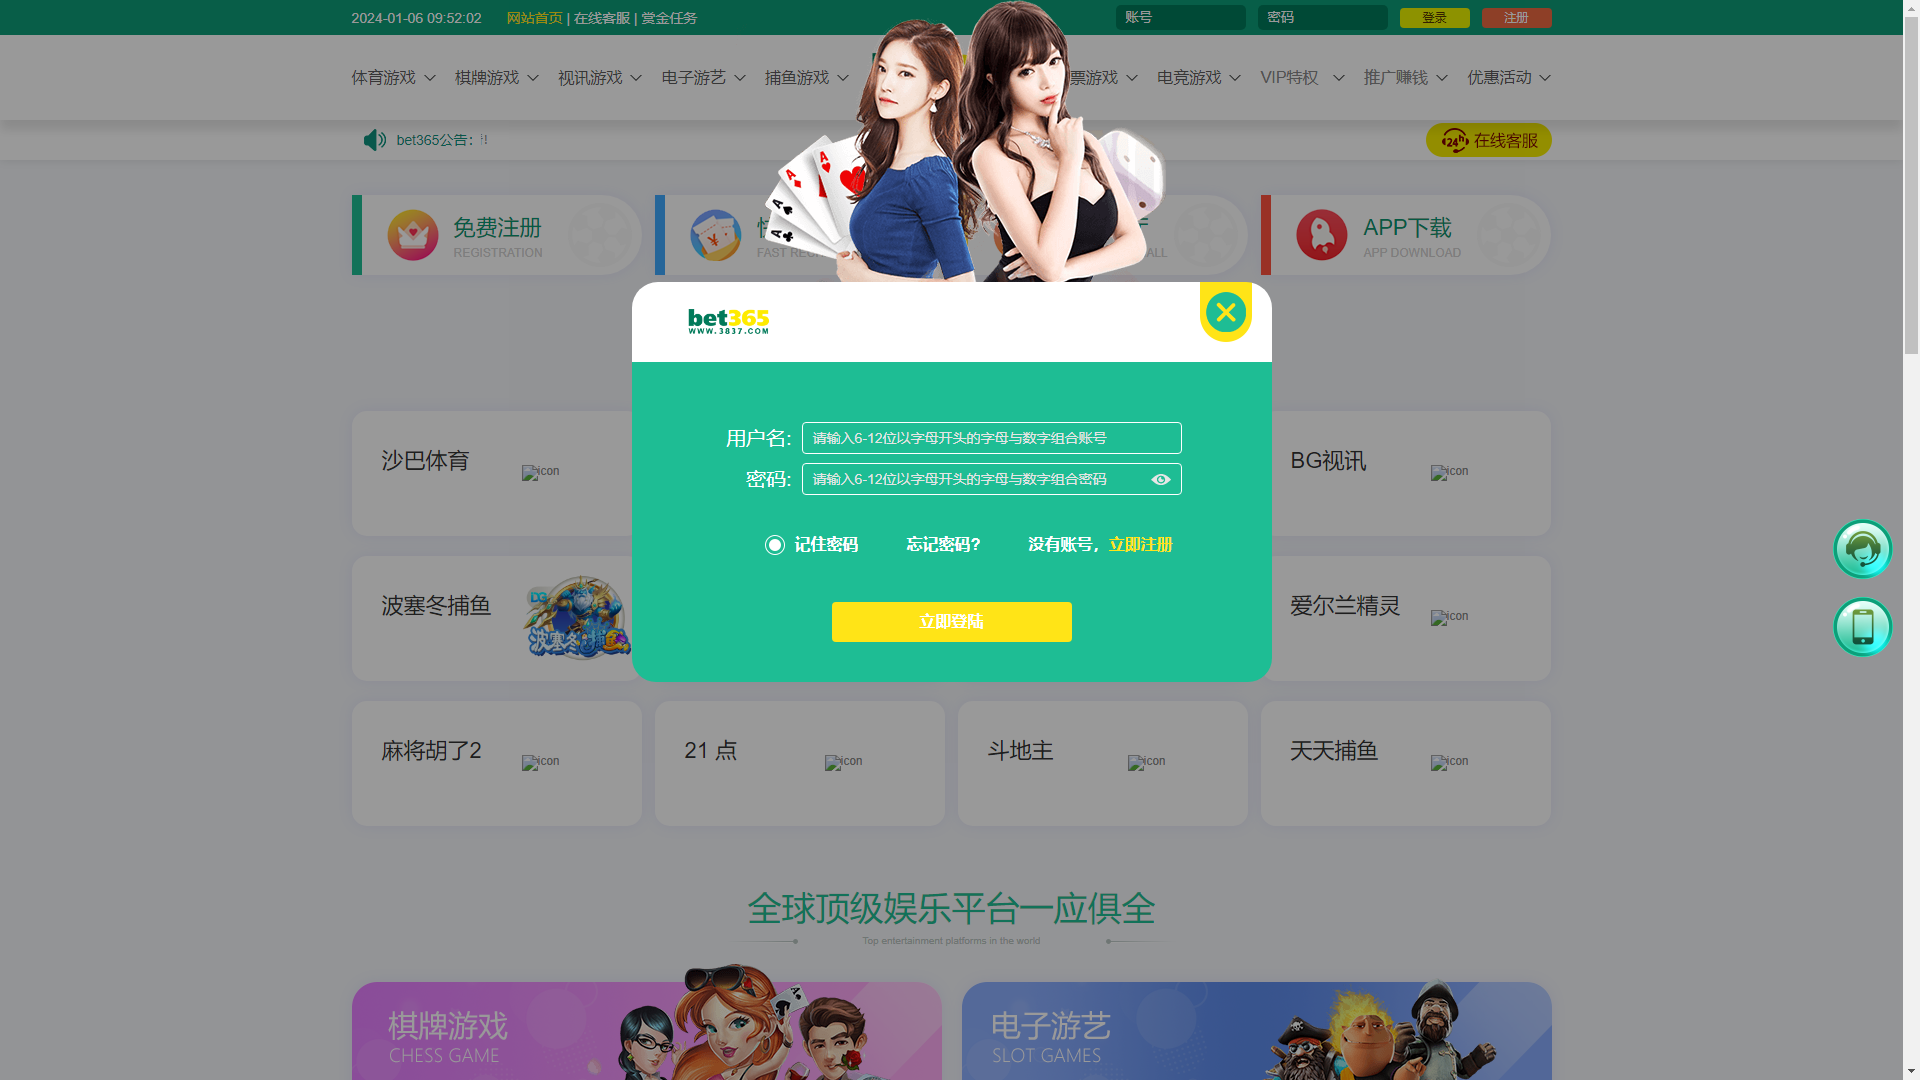 2024-01-06 09:52:02 网站首页 | 在线客服 | 赏金任务 账号 密码 登录 注册
体育游戏 棋牌游戏 视讯游戏 电子游艺 捕鱼游戏 票游戏 电竞游戏 VIP特权 推广赚钱 优惠活动
bet365公告： 在线客服
24h
免费注册 APP下载
REGISTRATION FAST REG ALL APP DOWNLOAD
bet365
WWW.3837.COM
用户名: 请输入6-12位以字母开头的字母与数字组合账号
密码: 请输入6-12位以字母开头的字母与数字组合密码
记住密码 忘记密码? 没有账号，立即注册
立即登陆
沙巴体育 icon BG视讯 icon
波塞冬捕鱼 DG 波塞冬捕鱼 爱尔兰精灵 icon
麻将胡了2 icon 21 点 icon 斗地主 icon 天天捕鱼 icon
全球顶级娱乐平台一应俱全
Top entertainment platforms in the world
棋牌游戏 电子游艺
CHESS GAME SLOT GAMES